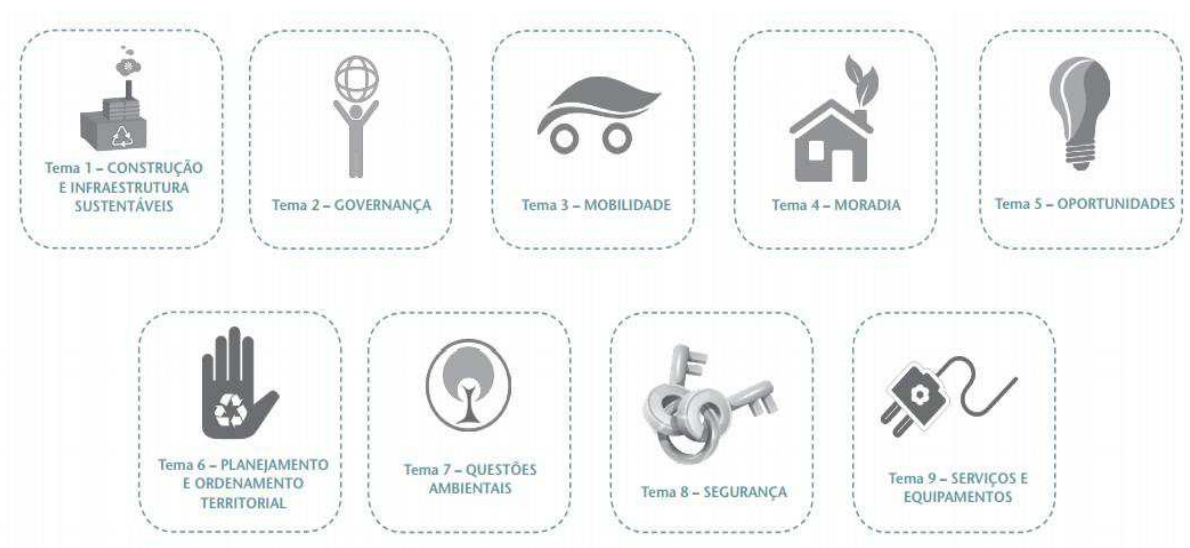 Tema 1 – CONSTRUÇÃO
E INFRAESTRUTURA
SUSTENTÁVEIS
Tema 2 – GOVERNANÇA
Tema 3 – MOBILIDADE
Tema 4 – MORADIA
Tema 5 – OPORTUNIDADES
Tema 6 – PLANEJAMENTO
E ORDENAMENTO
TERRITORIAL
Tema 7 – QUESTÕES
AMBIENTAIS
Tema 8 – SEGURANÇA
Tema 9 – SERVIÇOS E
EQUIPAMENTOS